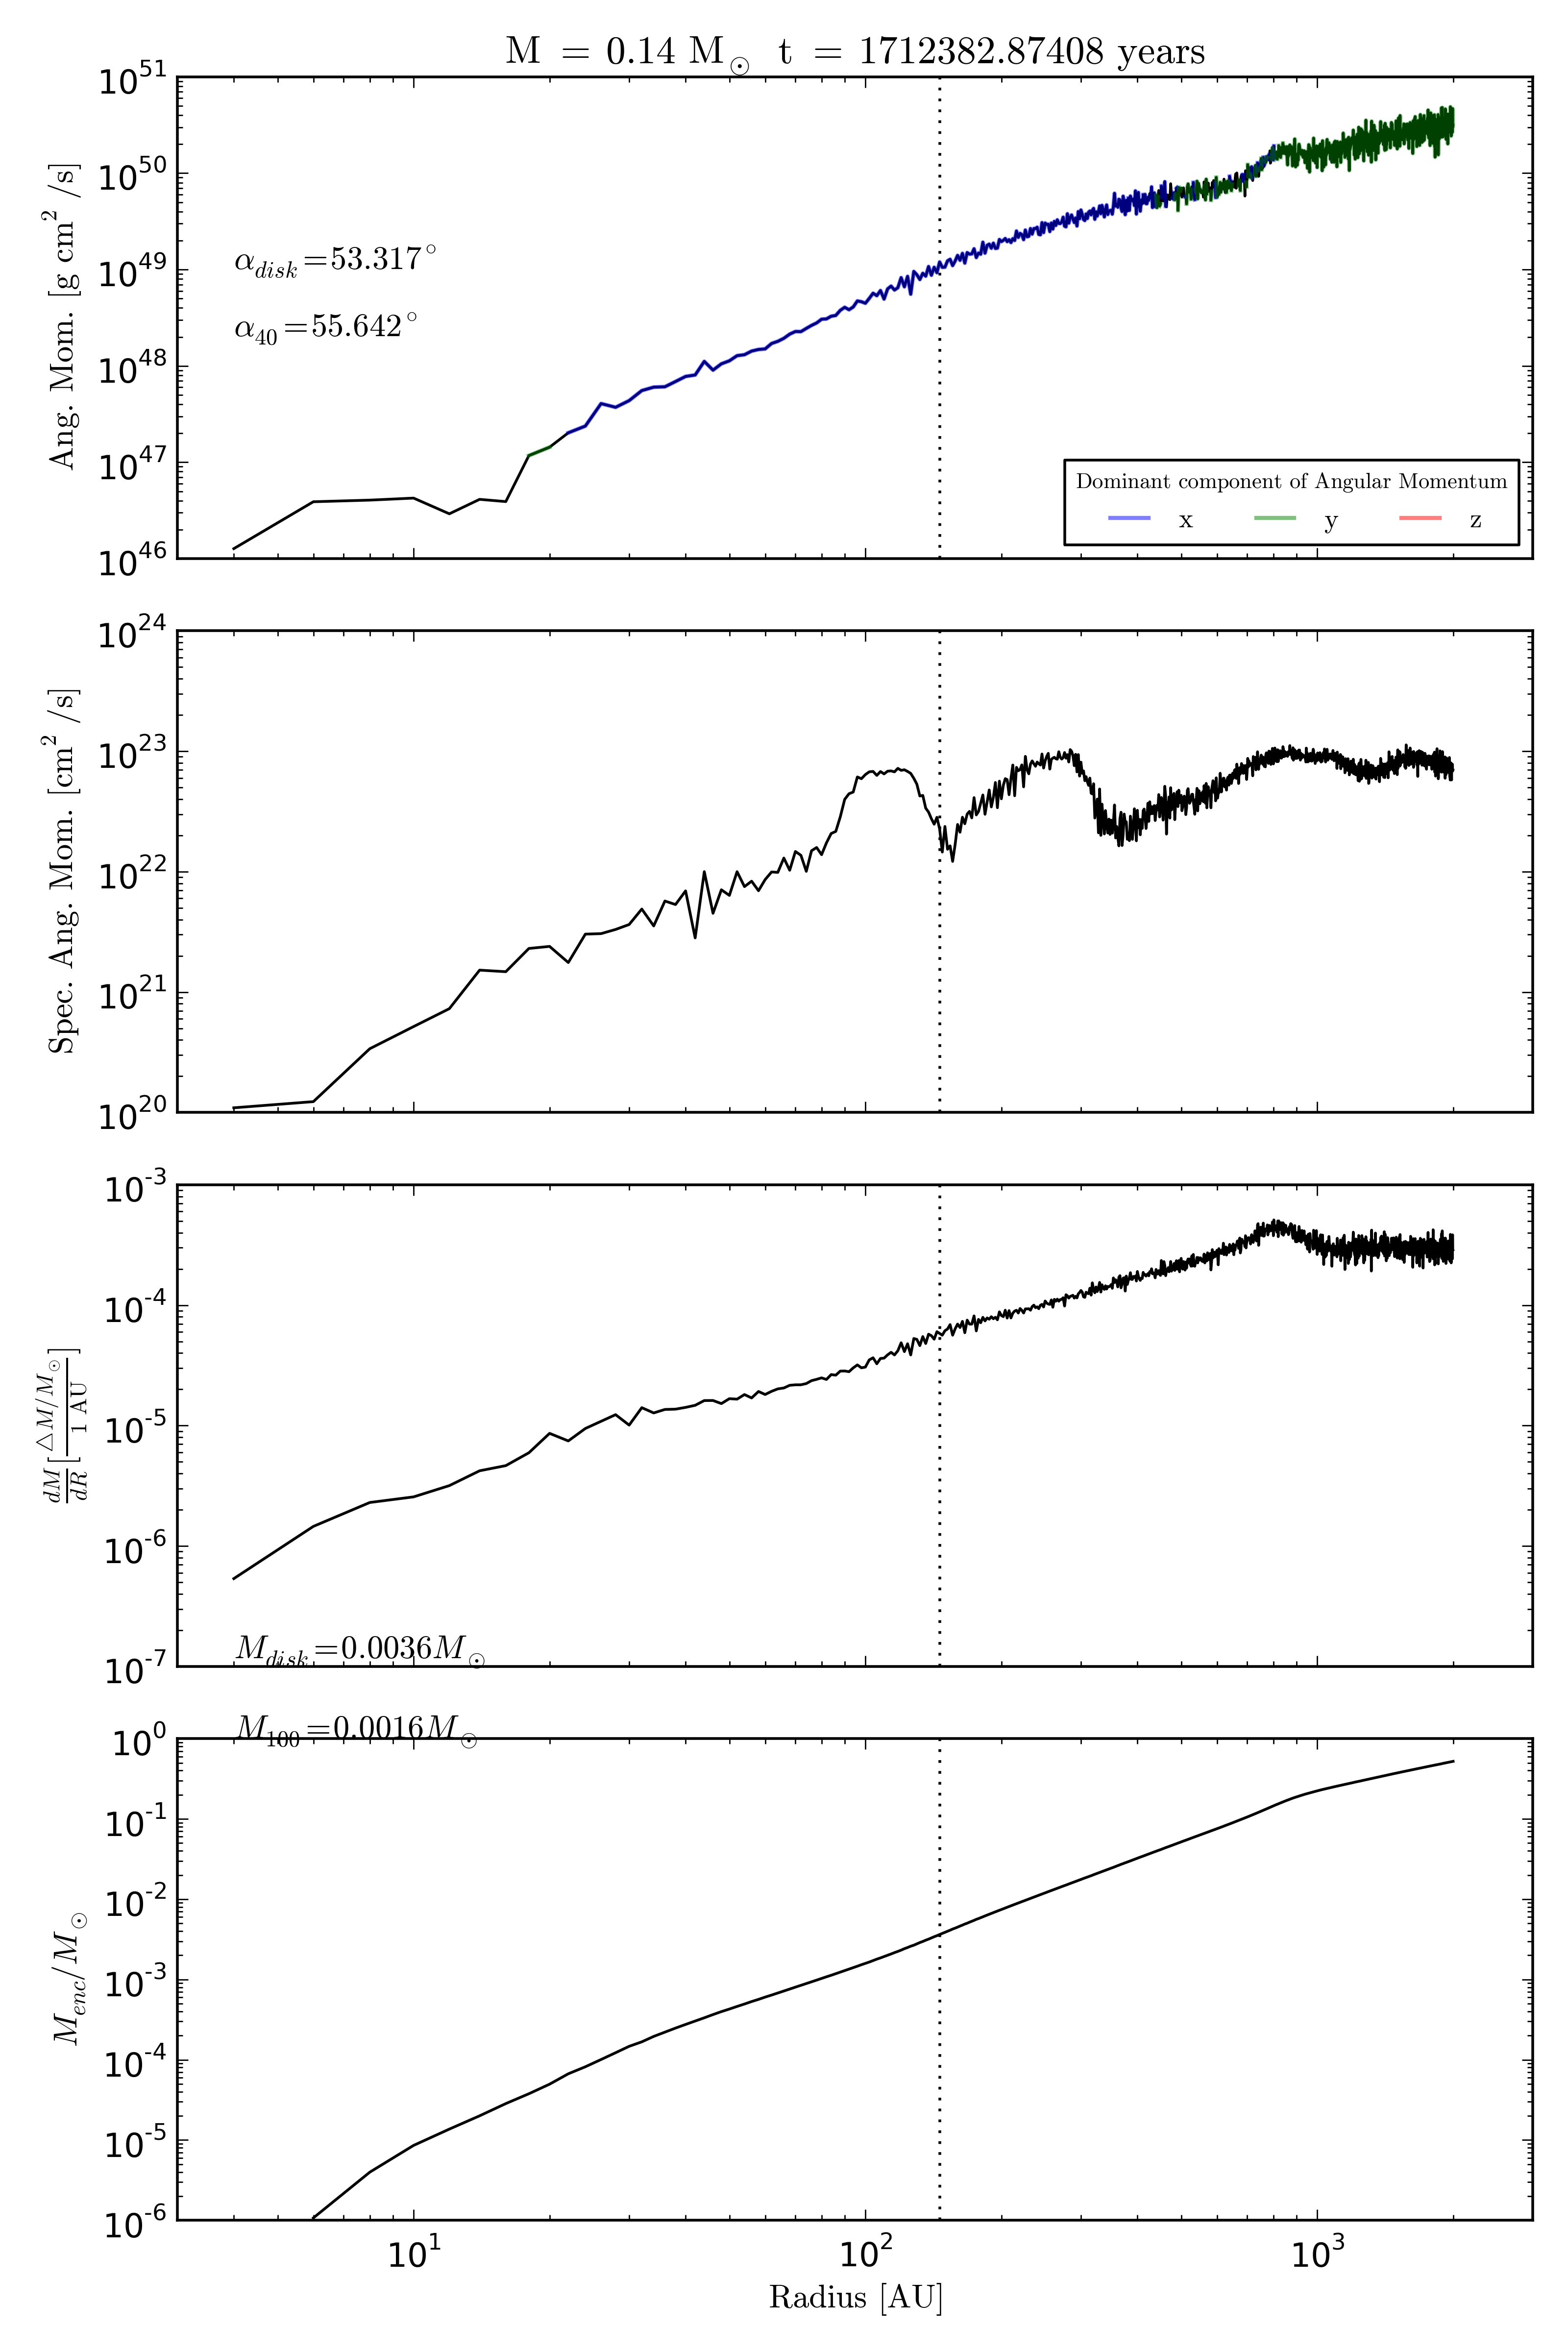 M = 0.14 M⊙ t = 1712382.87408 years
10^51
10^50
10^49
10^48
10^47
10^46
Ang. Mom. [g cm^2 /s]
α_disk=53.317°
α_40=55.642°
Dominant component of Angular Momentum
x y z
10^24
10^23
10^22
10^21
10^20
Spec. Ang. Mom. [cm^2 /s]
10^-3
10^-4
10^-5
10^-6
10^-7
dM/dR [△M/M⊙ / 1 AU]
M_disk=0.0036M⊙
M_100=0.0016M⊙
10^0
10^-1
10^-2
10^-3
10^-4
10^-5
10^-6
M_enc/M⊙
10^1 10^2 10^3
Radius [AU]